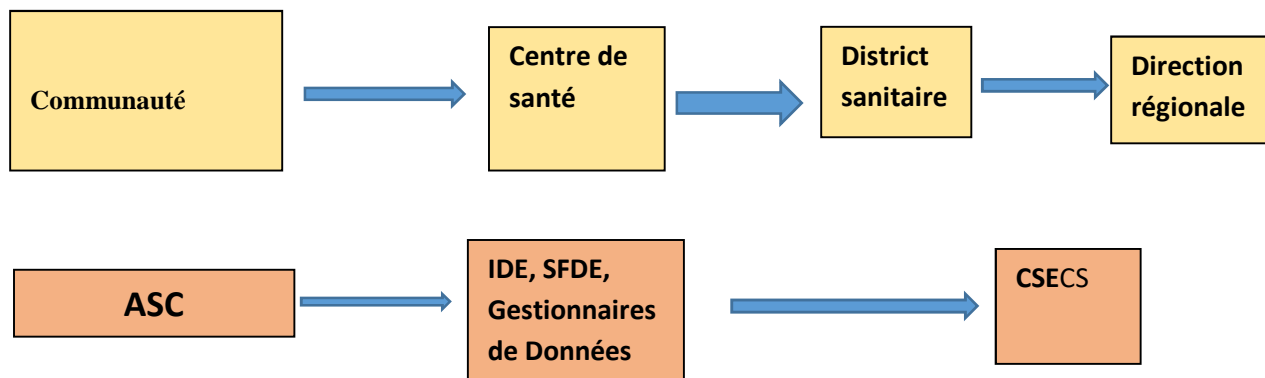 Communauté
Centre de
santé
District
sanitaire
Direction
régionale
ASC
IDE, SFDE,
Gestionnaires
de Données
CSECS